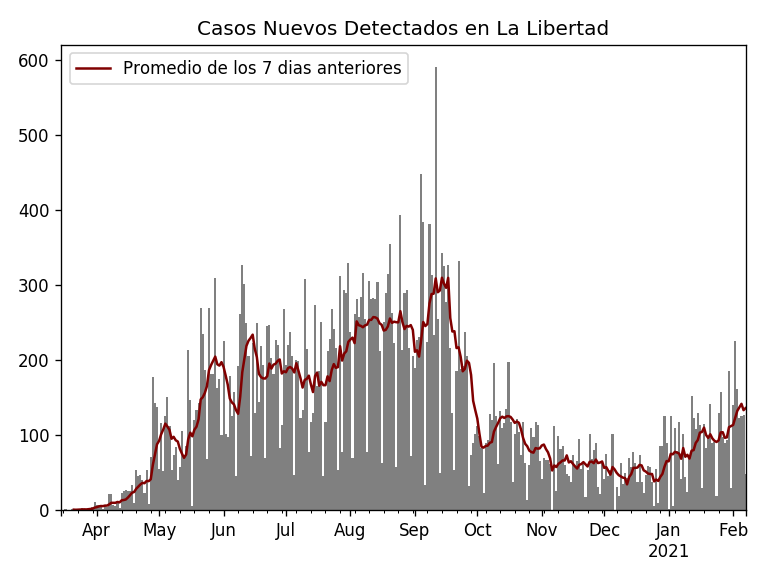 Casos Nuevos Detectados en La Libertad
Promedio de los 7 dias anteriores
600
500
400
300
200
100
0
Apr May Jun Jul Aug Sep Oct Nov Dec Jan Feb
2021